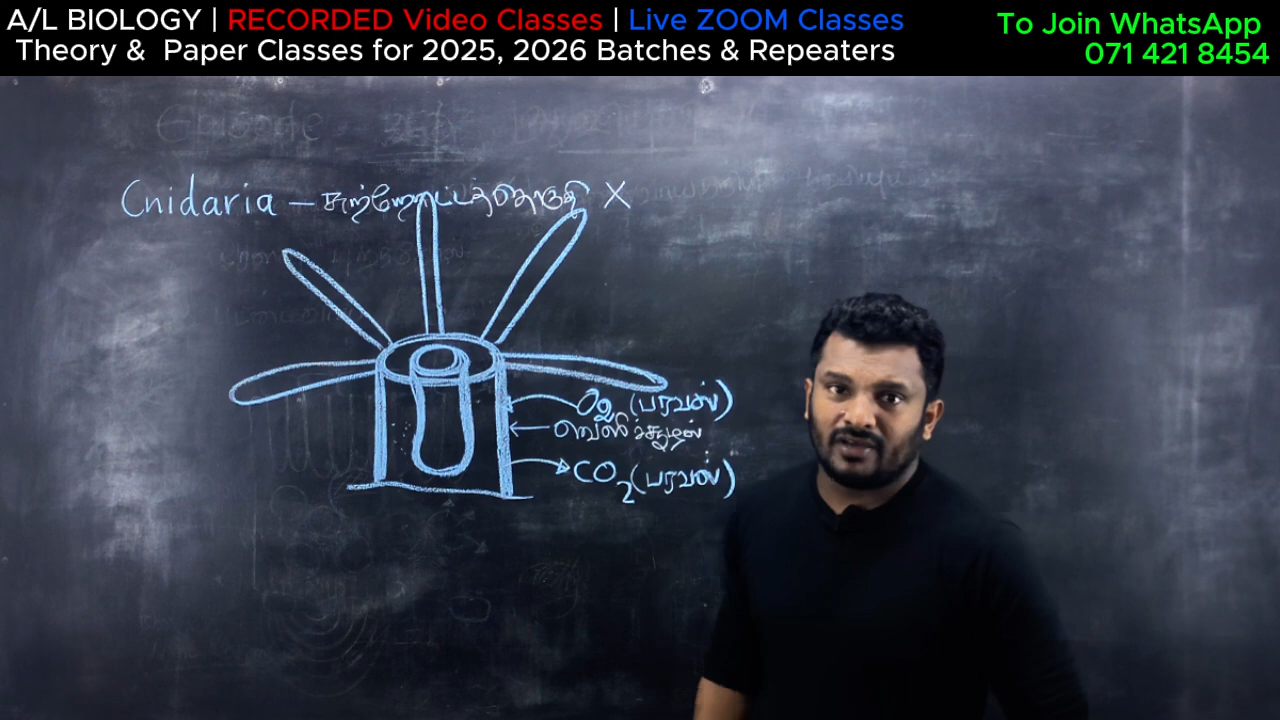 A/L BIOLOGY | RECORDED Video Classes | Live ZOOM Classes
Theory & Paper Classes for 2025, 2026 Batches & Repeaters
To Join WhatsApp
071 421 8454
Cnidaria – சுற்றோட்டத்தொகுதி X
O₂ (பரவல்)
வெளிச்சூழல்
CO₂ (பரவல்)